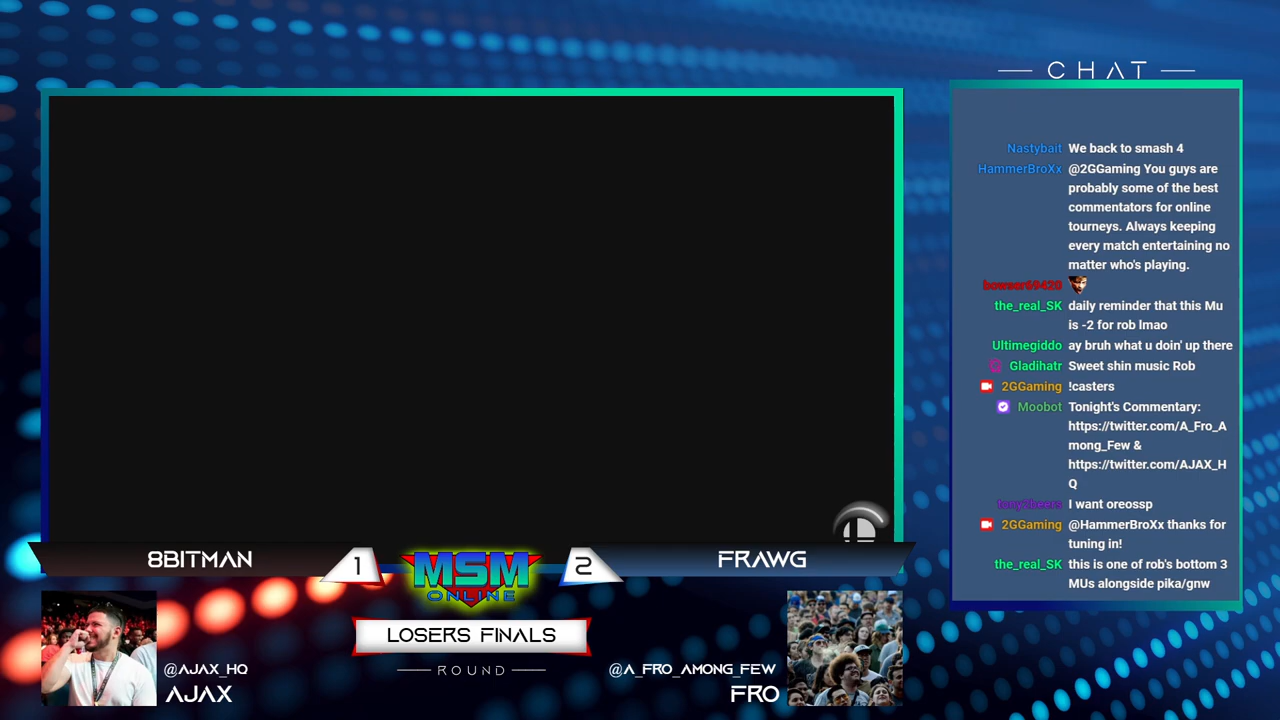 CHAT
Nastybait We back to smash 4
HammerBroXx @2GGaming You guys are
probably some of the best
commentators for online
tourneys. Always keeping
every match entertaining no
matter who's playing.
bowser69420
the_real_SK daily reminder that this Mu
is -2 for rob lmao
Ultimegiddo ay bruh what u doin' up there
Gladihatr Sweet shin music Rob
2GGaming !casters
Moobot Tonight's Commentary:
https://twitter.com/A_Fro_A
mong_Few &
https://twitter.com/AJAX_H
Q
tony2beers I want oreossp
2GGaming @HammerBroXx thanks for
tuning in!
the_real_SK this is one of rob's bottom 3
MUs alongside pika/gnw
8BITMAN 1 MSM 2 FRAWG
ONLINE
LOSERS FINALS
ROUND
@AJAX_HQ
AJAX
@A_FRO_AMONG_FEW
FRO